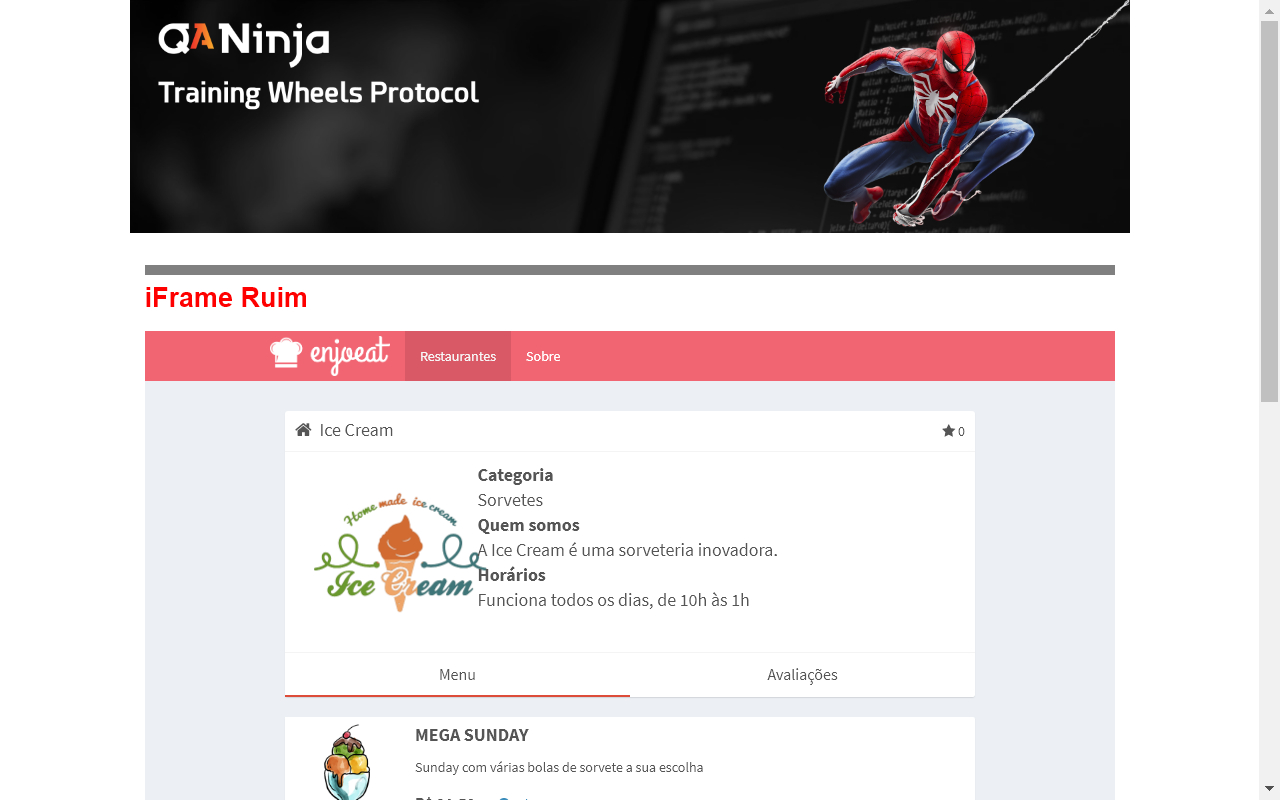 QANinja
Training Wheels Protocol
iFrame Ruim
enjoeat
Restaurantes
Sobre
Ice Cream
0
Home made ice cream
Ice Cream
Categoria
Sorvetes
Quem somos
A Ice Cream é uma sorveteria inovadora.
Horários
Funciona todos os dias, de 10h às 1h
Menu
Avaliações
MEGA SUNDAY
Sunday com várias bolas de sorvete a sua escolha